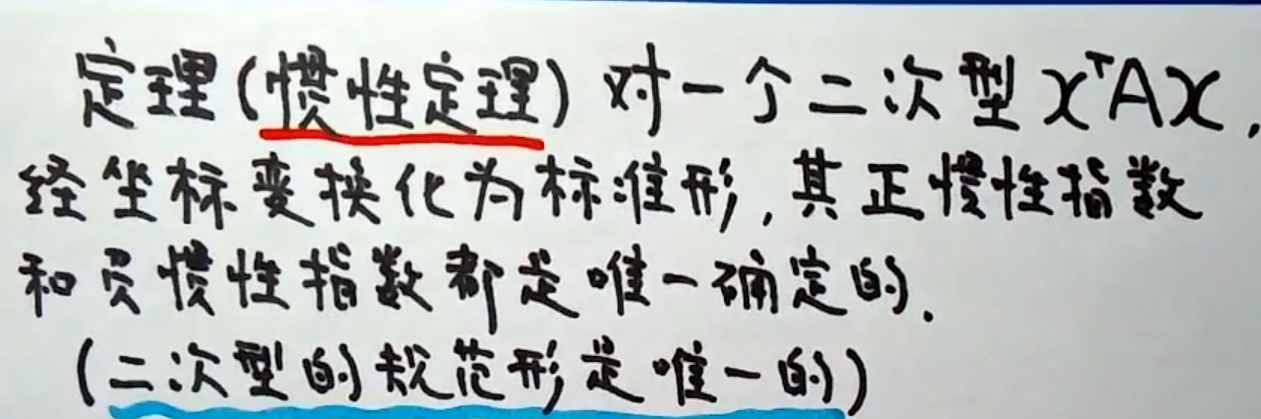 定理(惯性定理) 对一个二次型 xᵀAx,
经坐标变换化为标准形,其正惯性指数
和负惯性指数都是唯一确定的.
(二次型的规范形是唯一的)